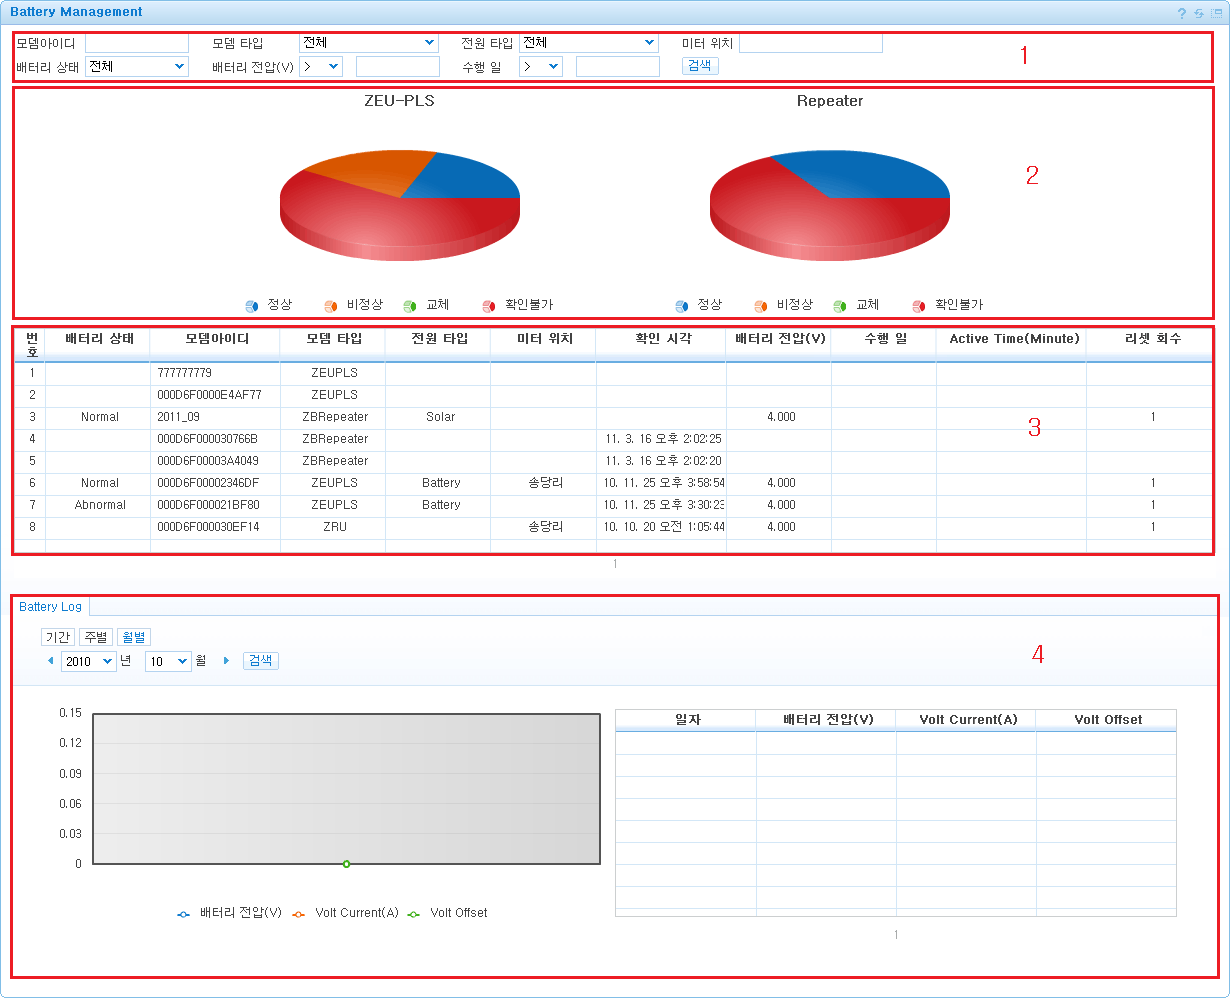 Battery Management
모뎀아이디 모뎀 타입 전체 전원 타입 전체 미터 위치
배터리 상태 전체 배터리 전압(V) > 수행 일 > 검색
1
ZEU-PLS Repeater
2
정상 비정상 교체 확인불가 정상 비정상 교체 확인불가
번호 배터리 상태 모뎀아이디 모뎀 타입 전원 타입 미터 위치 확인 시각 배터리 전압(V) 수행 일 Active Time(Minute) 리셋 회수
1 777777779 ZEUPLS
2 000D6F0000E4AF77 ZEUPLS
3 Normal 2011_09 ZBRepeater Solar 4.000 1
4 000D6F000030766B ZBRepeater 11. 3. 16 오후 2:02:25
5 000D6F00003A4049 ZBRepeater 11. 3. 16 오후 2:02:20
6 Normal 000D6F00002346DF ZEUPLS Battery 송당리 10. 11. 25 오후 3:58:54 4.000 1
7 Abnormal 000D6F000021BF80 ZEUPLS Battery 10. 11. 25 오후 3:30:23 4.000 1
8 000D6F000030EF14 ZRU 송당리 10. 10. 20 오전 1:05:44 4.000 1
3
1
Battery Log
기간 주별 월별
2010 년 10 월 검색
4
0.15
0.12
0.09
0.06
0.03
0
배터리 전압(V) Volt Current(A) Volt Offset
일자 배터리 전압(V) Volt Current(A) Volt Offset
1